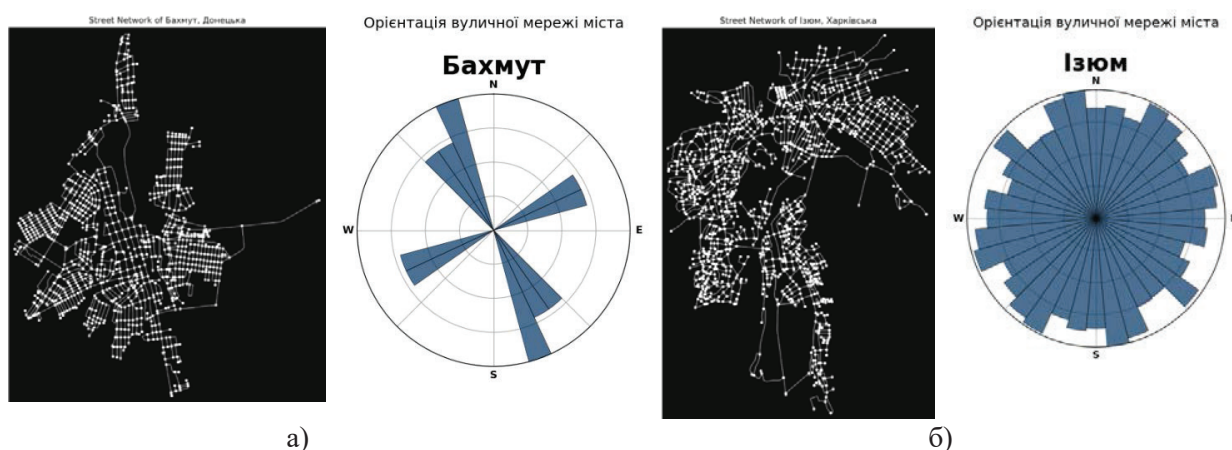 Street Network of Бахмут, Донецька
Орієнтація вуличної мережі міста
Бахмут
N
W
E
S
Street Network of Ізюм, Харківська
Орієнтація вуличної мережі міста
Ізюм
N
W
S
а)
б)